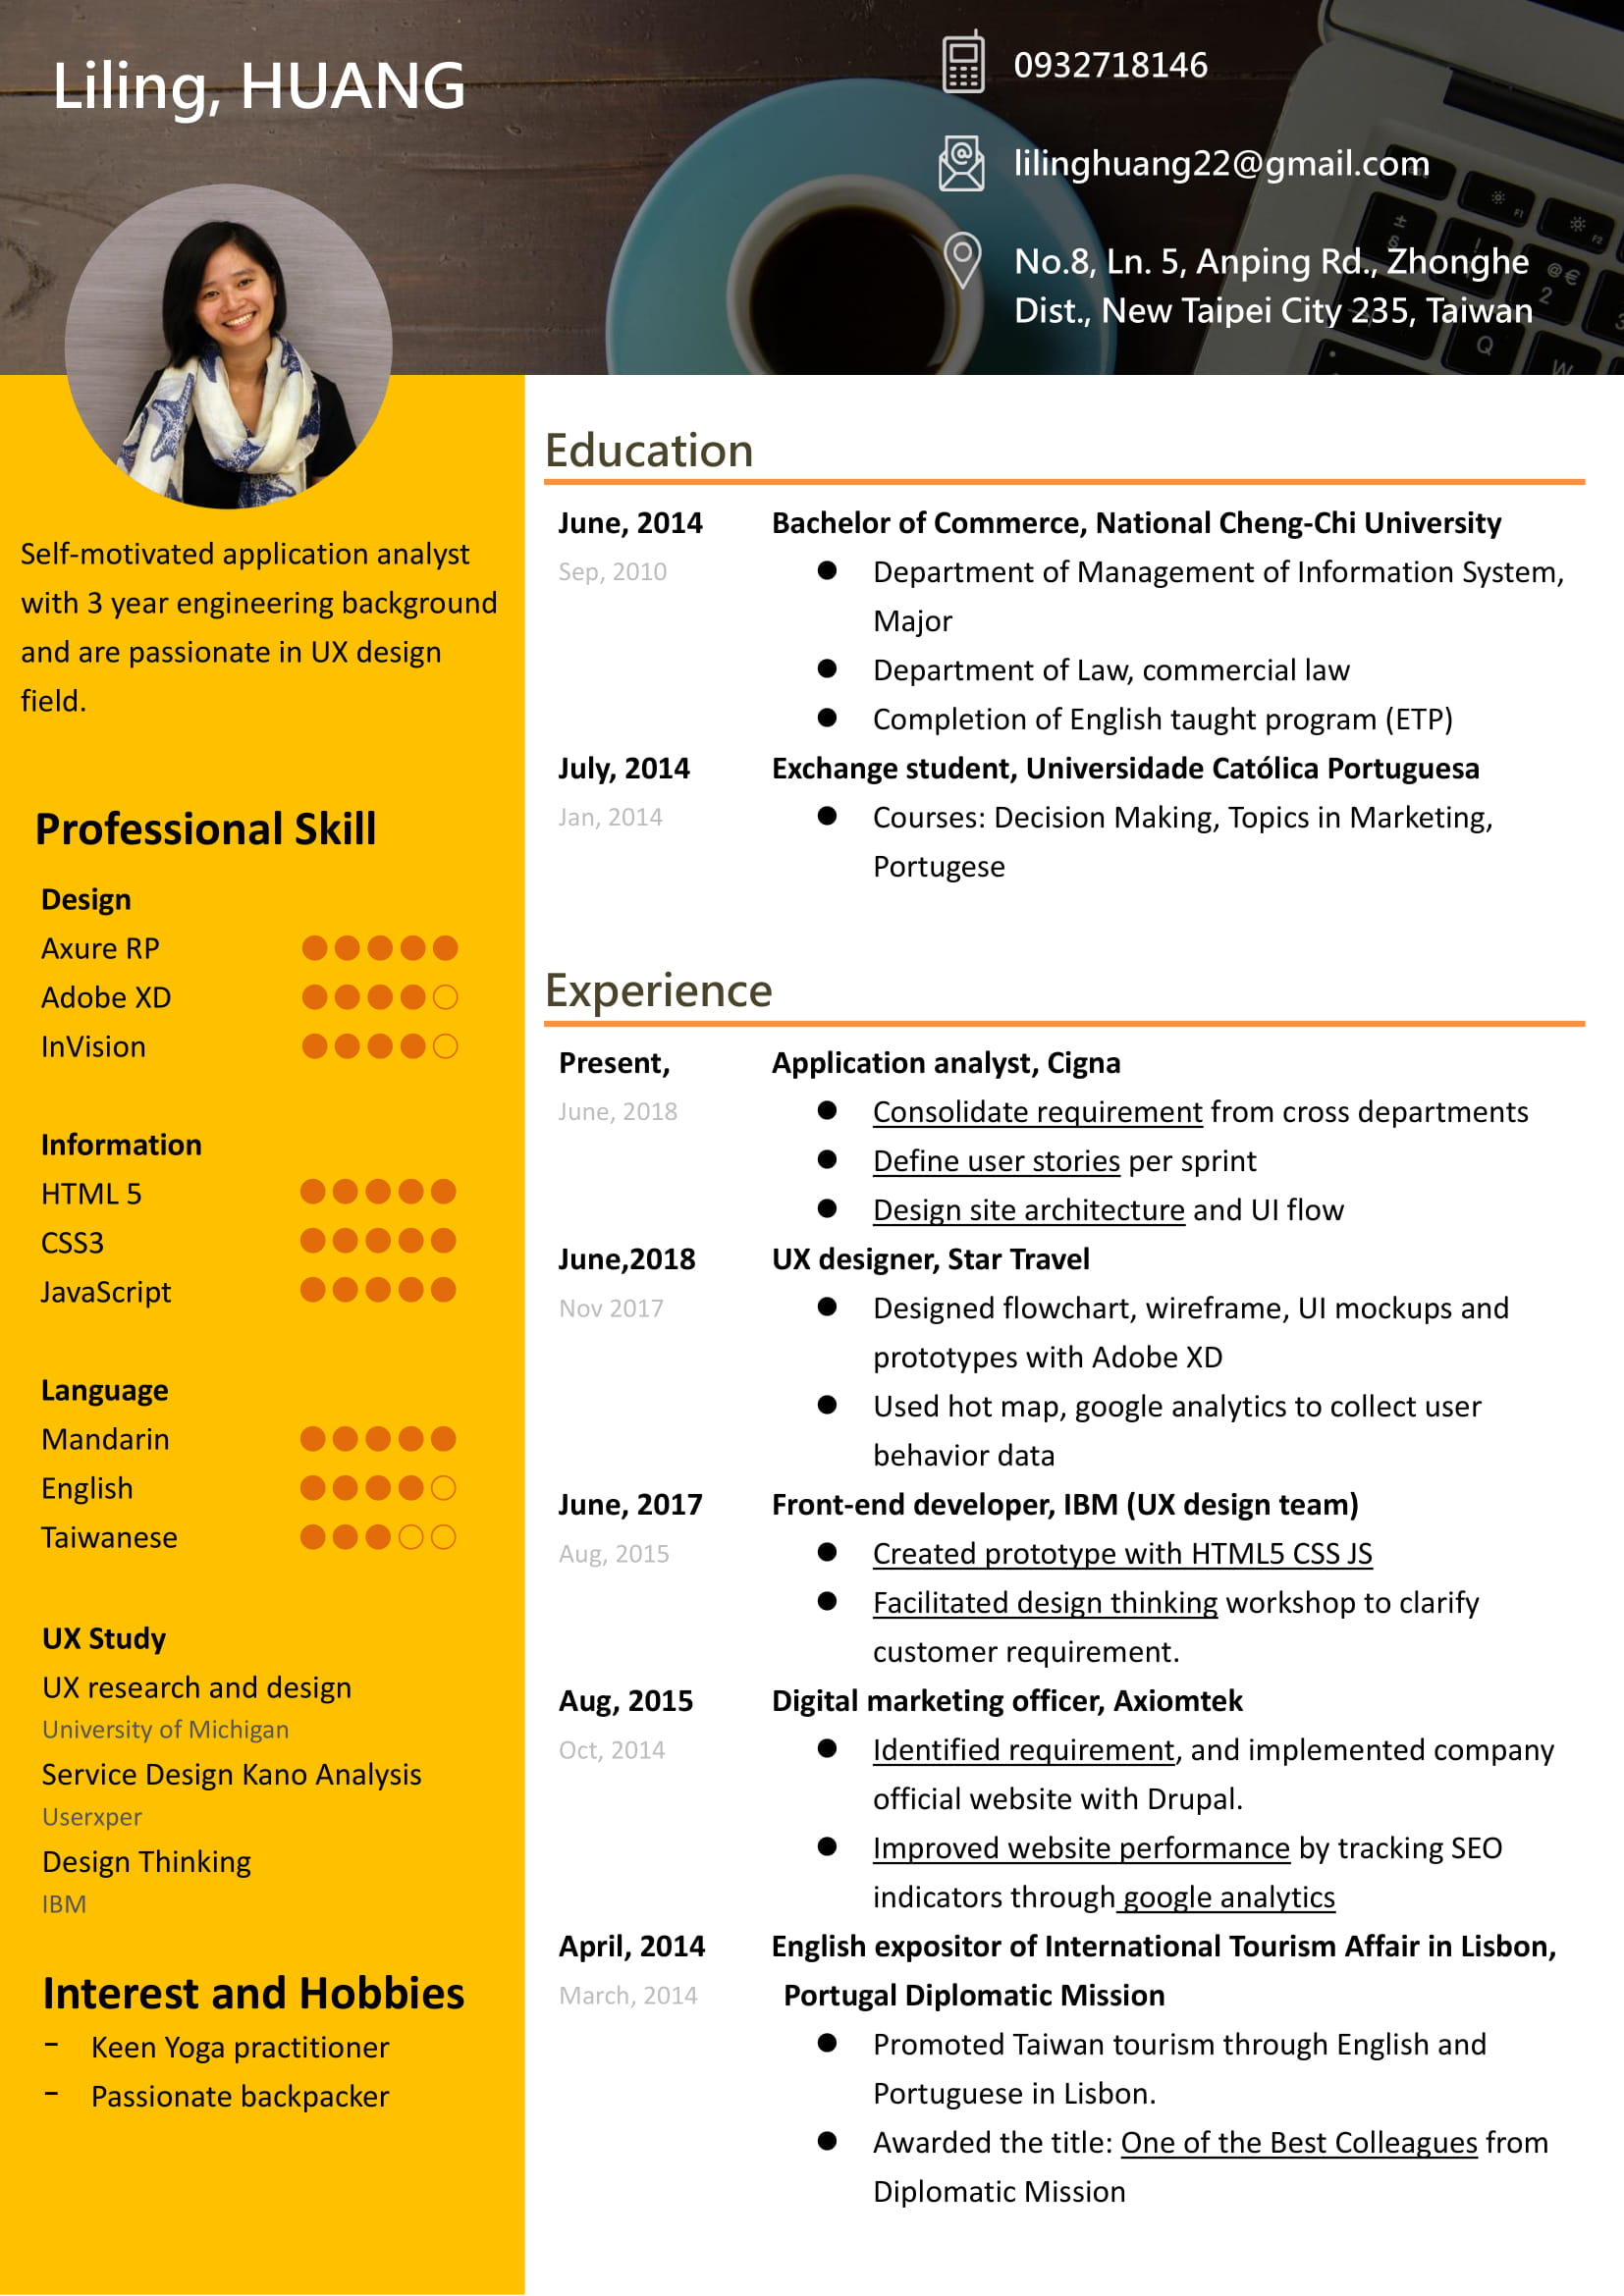 Liling, HUANG
0932718146
lilinghuang22@gmail.com
No.8, Ln. 5, Anping Rd., Zhonghe
Dist., New Taipei City 235, Taiwan
Self-motivated application analyst
with 3 year engineering background
and are passionate in UX design
field.
Professional Skill
Design
Axure RP
Adobe XD
InVision
Information
HTML 5
CSS3
JavaScript
Language
Mandarin
English
Taiwanese
UX Study
UX research and design
University of Michigan
Service Design Kano Analysis
Userxper
Design Thinking
IBM
Interest and Hobbies
- Keen Yoga practitioner
- Passionate backpacker
Education
June, 2014 Bachelor of Commerce, National Cheng-Chi University
Sep, 2010 ● Department of Management of Information System,
Major
● Department of Law, commercial law
● Completion of English taught program (ETP)
July, 2014 Exchange student, Universidade Católica Portuguesa
Jan, 2014 ● Courses: Decision Making, Topics in Marketing,
Portugese
Experience
Present, Application analyst, Cigna
June, 2018 ● Consolidate requirement from cross departments
● Define user stories per sprint
● Design site architecture and UI flow
June,2018 UX designer, Star Travel
Nov 2017 ● Designed flowchart, wireframe, UI mockups and
prototypes with Adobe XD
● Used hot map, google analytics to collect user
behavior data
June, 2017 Front-end developer, IBM (UX design team)
Aug, 2015 ● Created prototype with HTML5 CSS JS
● Facilitated design thinking workshop to clarify
customer requirement.
Aug, 2015 Digital marketing officer, Axiomtek
Oct, 2014 ● Identified requirement, and implemented company
official website with Drupal.
● Improved website performance by tracking SEO
indicators through google analytics
April, 2014 English expositor of International Tourism Affair in Lisbon,
March, 2014 Portugal Diplomatic Mission
● Promoted Taiwan tourism through English and
Portuguese in Lisbon.
● Awarded the title: One of the Best Colleagues from
Diplomatic Mission